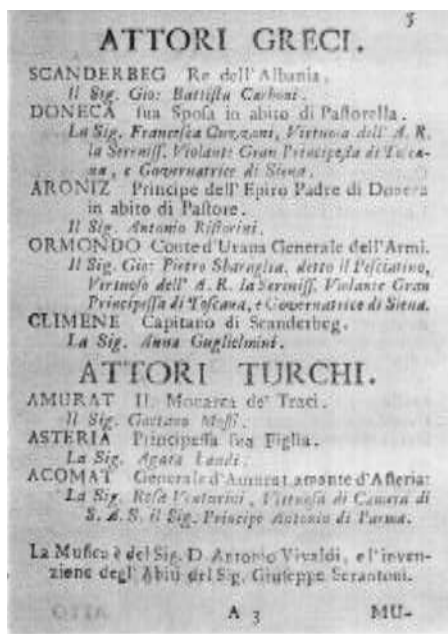 5
ATTORI GRECI.
SCANDERBEG Re dell'Albania.
Il Sig. Gio: Battista Carboni.
DONECA sua Sposa in abito di Pastorella.
La Sig. Francesca Cuzzoni, Virtuosa dell' A. R.
la Sereniss. Violante Gran Principessa di Tosca-
na, e Governatrice di Siena.
ARONIZ Principe dell' Epiro Padre di Doneca
in abito di Pastore.
Il Sig. Antonio Ristorini.
ORMONDO Conte d'Urana Generale dell'Armi.
Il Sig. Gio: Pietro Sbaraglia, detto il Pesciatino,
Virtuoso dell' A. R. la Sereniss. Violante Gran
Principessa di Toscana, e Governatrice di Siena.
CLIMENE Capitano di Scanderbeg.
La Sig. Anna Guglielmini.
ATTORI TURCHI.
AMURAT II. Monarca de' Traci.
Il Sig. Gaetano Mossi.
ASTERIA Principessa sua Figlia.
La Sig. Agata Landi.
ACOMAT Generale d'Amurat amante d'Asteria:
La Sig. Rosa Venturini, Virtuosa di Camera di
S. A. S. il Sig. Principe Antonio di Parma.
La Musica è del Sig. D. Antonio Vivaldi, e l'inven-
zione degl' Abiti del Sig. Giuseppe Serantoni.
A 3 MU-